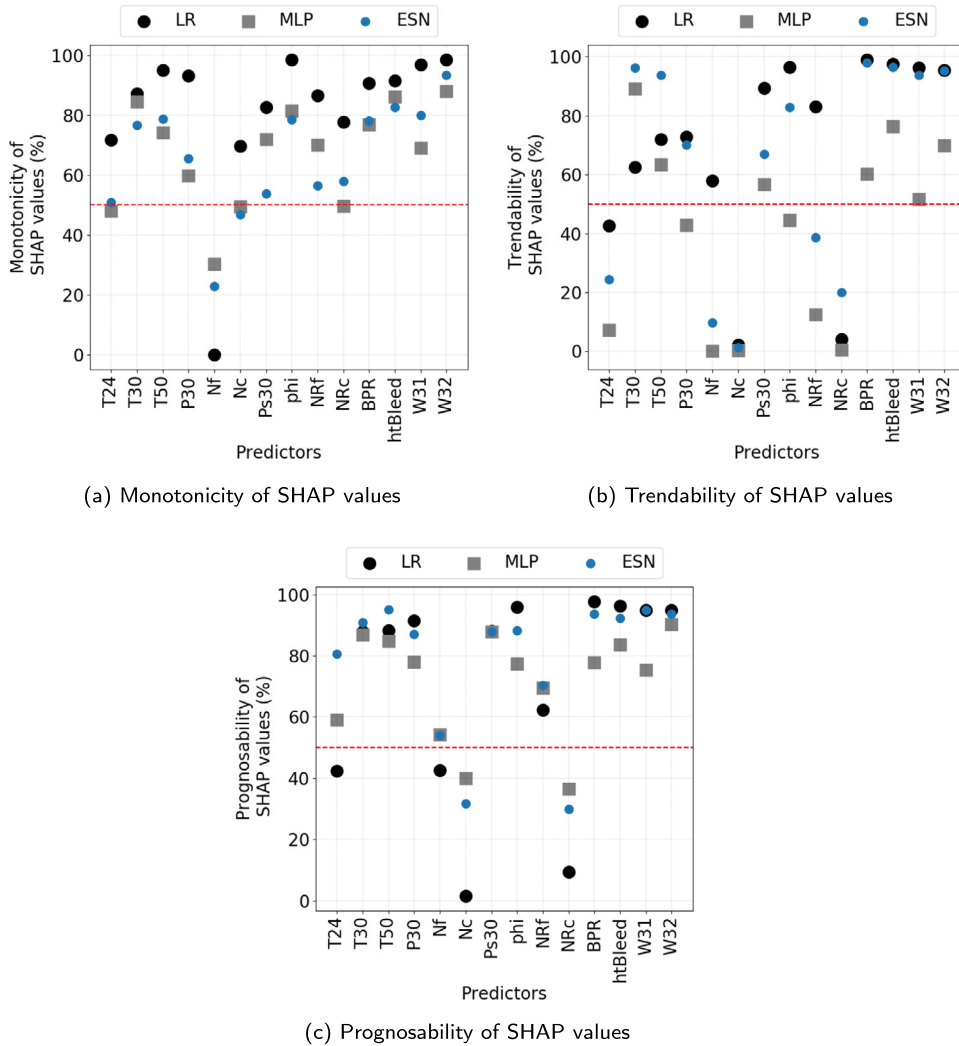 LR MLP ESN
100
80
60
40
20
0
Monotonicity of
SHAP values (%)
T24 T30 T50 P30 Nf Nc Ps30 phi NRf NRc BPR htBleed W31 W32
Predictors
(a) Monotonicity of SHAP values
LR MLP ESN
100
80
60
40
20
0
Trendability of
SHAP values (%)
T24 T30 T50 P30 Nf Nc Ps30 phi NRf NRc BPR htBleed W31 W32
Predictors
(b) Trendability of SHAP values
LR MLP ESN
100
80
60
40
20
0
Prognosability of
SHAP values (%)
T24 T30 T50 P30 Nf Nc Ps30 phi NRf NRc BPR htBleed W31 W32
Predictors
(c) Prognosability of SHAP values